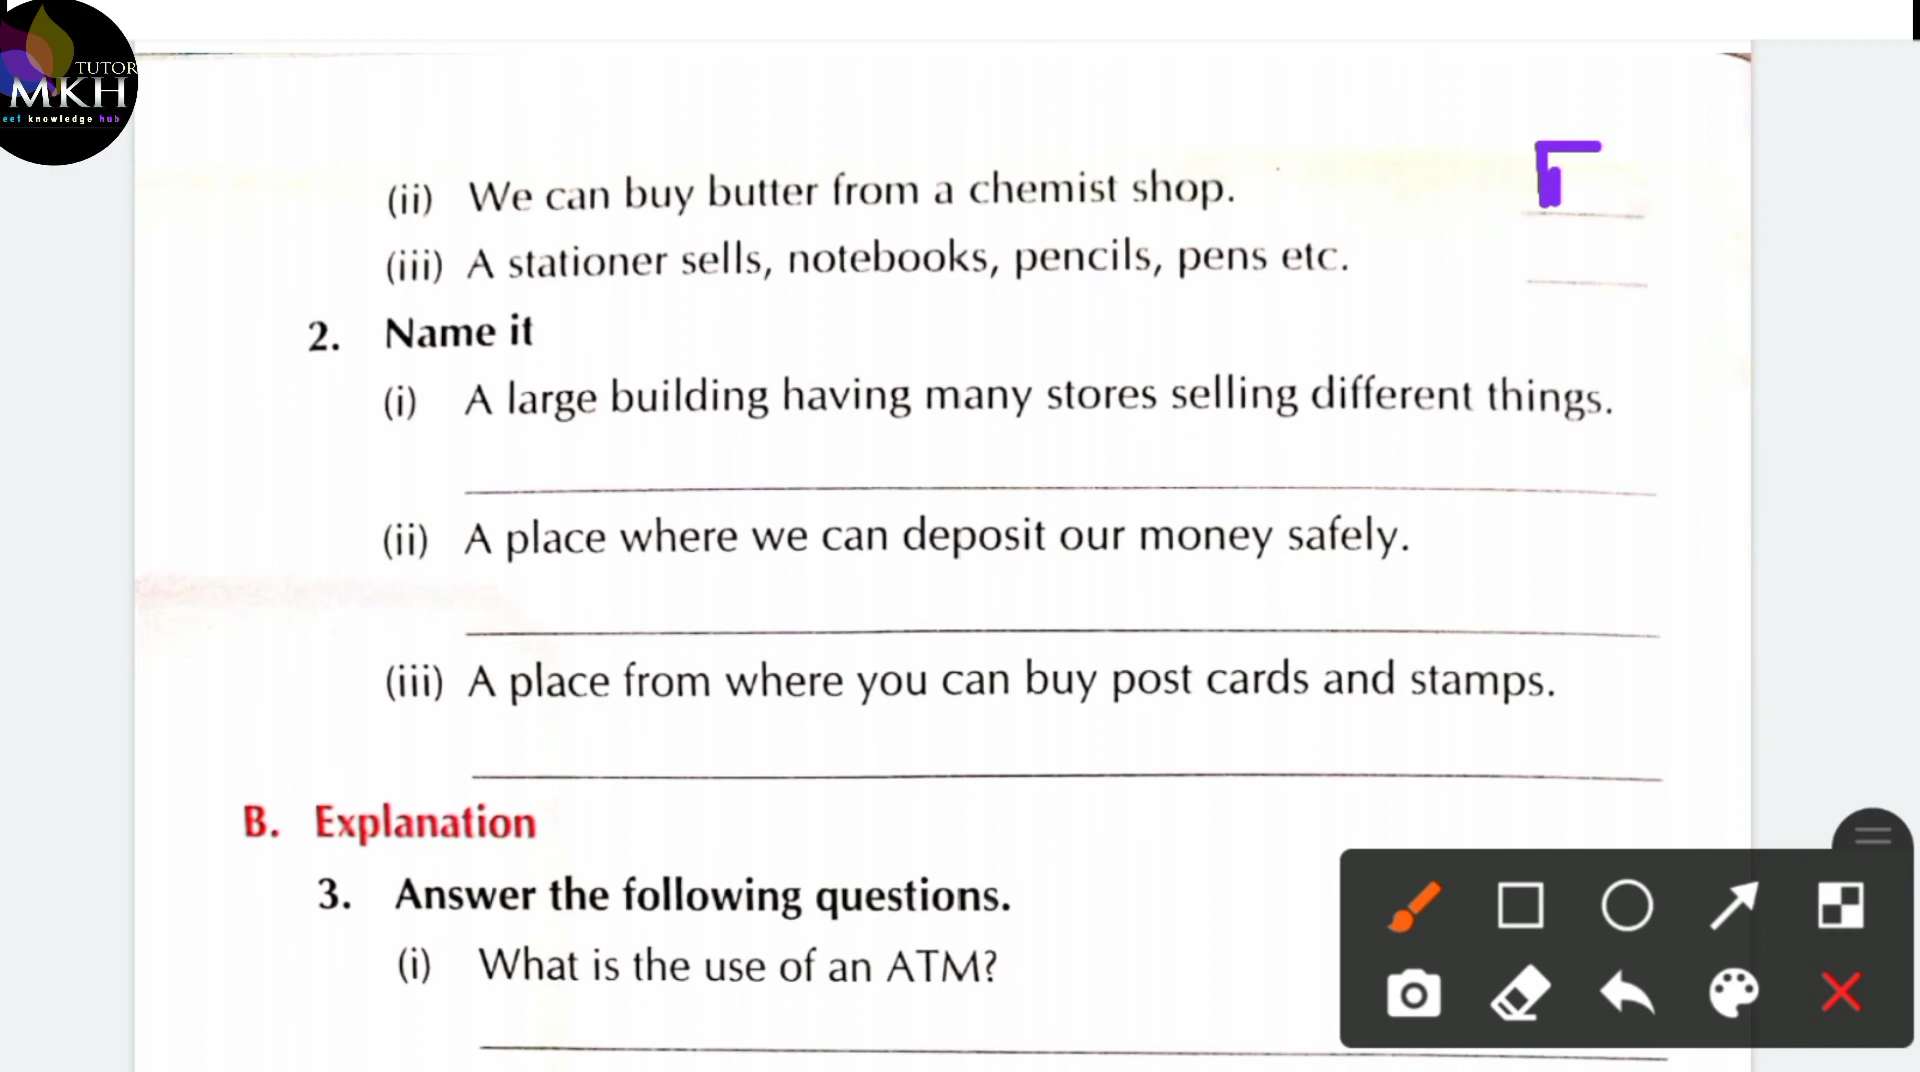 TUTOR
MKH
eet knowledge hub
(ii) We can buy butter from a chemist shop.
(iii) A stationer sells, notebooks, pencils, pens etc.
2. Name it
(i) A large building having many stores selling different things.
(ii) A place where we can deposit our money safely.
(iii) A place from where you can buy post cards and stamps.
B. Explanation
3. Answer the following questions.
(i) What is the use of an ATM?